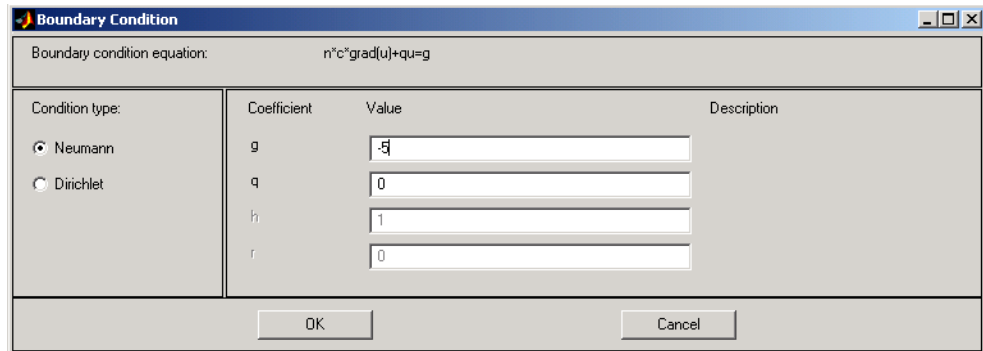 Boundary Condition
Boundary condition equation: n*c*grad(u)+qu=g
Condition type: Coefficient Value Description
Neumann g -5
Dirichlet q 0
h 1
r 0
OK Cancel